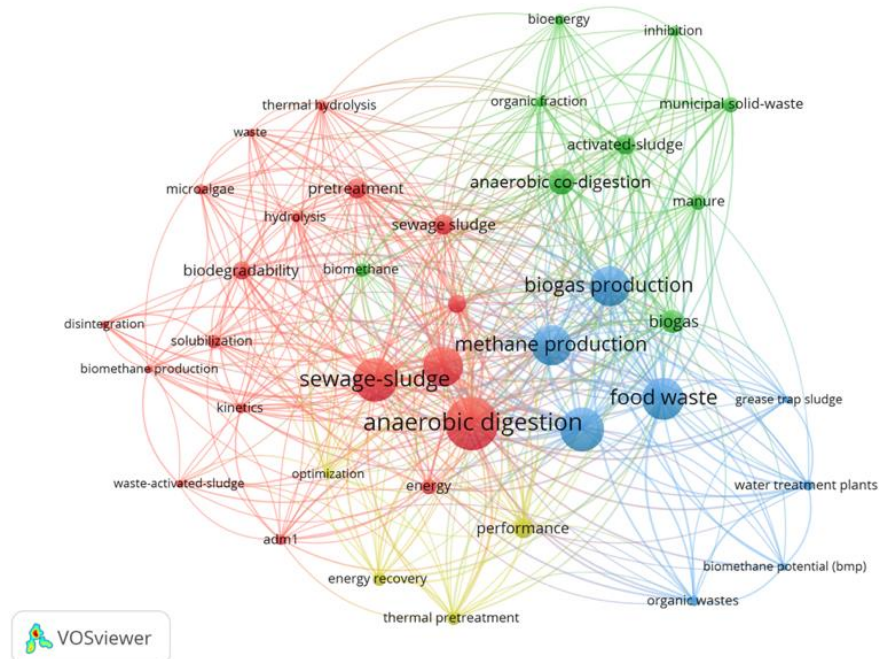 bioenergy
inhibition
thermal hydrolysis
organic fraction
municipal solid-waste
waste
activated-sludge
microalgae
pretreatment
anaerobic co-digestion
manure
hydrolysis
sewage sludge
biodegradability
biomethane
biogas production
disintegration
biogas
solubilization
methane production
biomethane production
sewage-sludge
food waste
grease trap sludge
kinetics
anaerobic digestion
optimization
waste-activated-sludge
energy
water treatment plants
performance
adm1
biomethane potential (bmp)
energy recovery
organic wastes
thermal pretreatment
VOSviewer